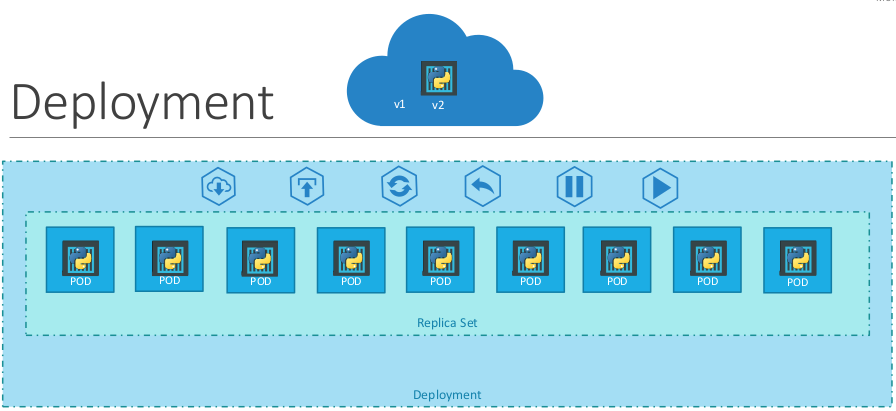 Deployment
v1 v2
POD POD POD POD POD POD POD POD POD
Replica Set
Deployment